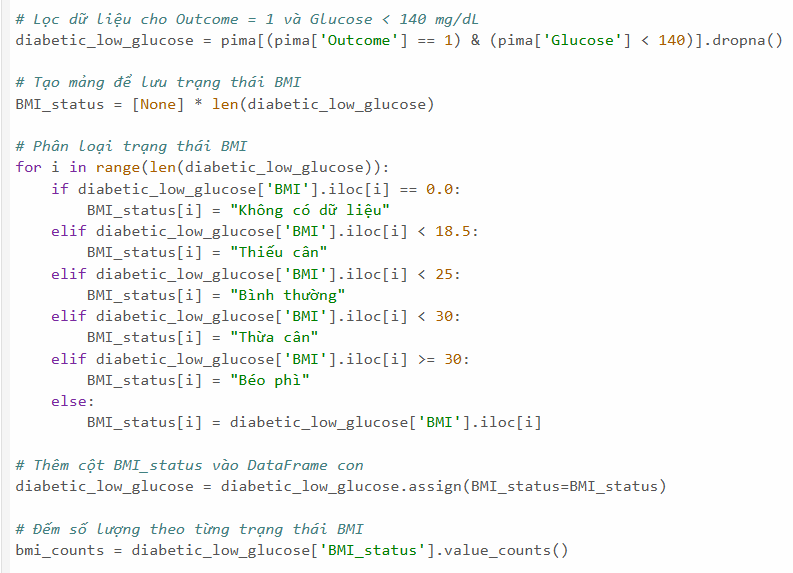 # Lọc dữ liệu cho Outcome = 1 và Glucose < 140 mg/dL
diabetic_low_glucose = pima[(pima['Outcome'] == 1) & (pima['Glucose'] < 140)].dropna()

# Tạo mảng để lưu trạng thái BMI
BMI_status = [None] * len(diabetic_low_glucose)

# Phân loại trạng thái BMI
for i in range(len(diabetic_low_glucose)):
    if diabetic_low_glucose['BMI'].iloc[i] == 0.0:
        BMI_status[i] = "Không có dữ liệu"
    elif diabetic_low_glucose['BMI'].iloc[i] < 18.5:
        BMI_status[i] = "Thiếu cân"
    elif diabetic_low_glucose['BMI'].iloc[i] < 25:
        BMI_status[i] = "Bình thường"
    elif diabetic_low_glucose['BMI'].iloc[i] < 30:
        BMI_status[i] = "Thừa cân"
    elif diabetic_low_glucose['BMI'].iloc[i] >= 30:
        BMI_status[i] = "Béo phì"
    else:
        BMI_status[i] = diabetic_low_glucose['BMI'].iloc[i]

# Thêm cột BMI_status vào DataFrame con
diabetic_low_glucose = diabetic_low_glucose.assign(BMI_status=BMI_status)

# Đếm số lượng theo từng trạng thái BMI
bmi_counts = diabetic_low_glucose['BMI_status'].value_counts()